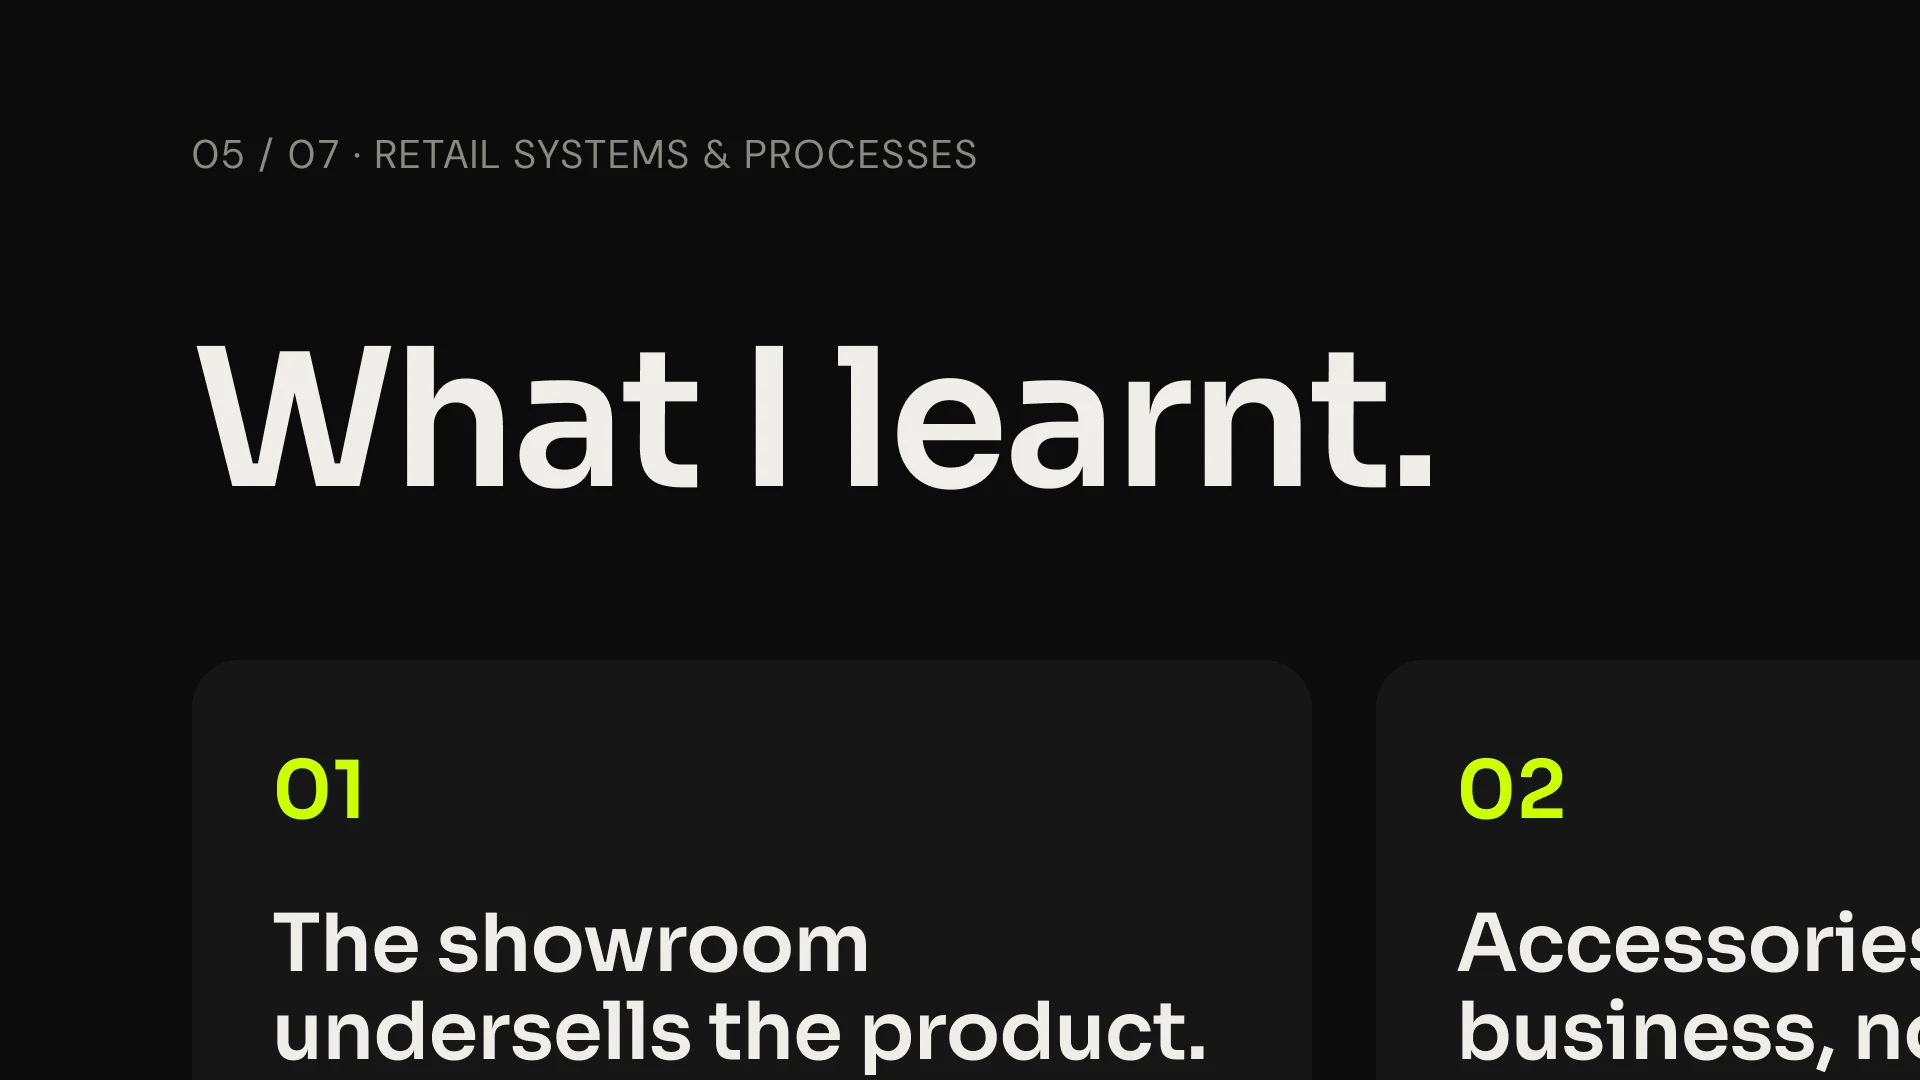 05 / 07 · RETAIL SYSTEMS & PROCESSES
What I learnt.
01
The showroom
undersells the product.
02
Accessories
business,